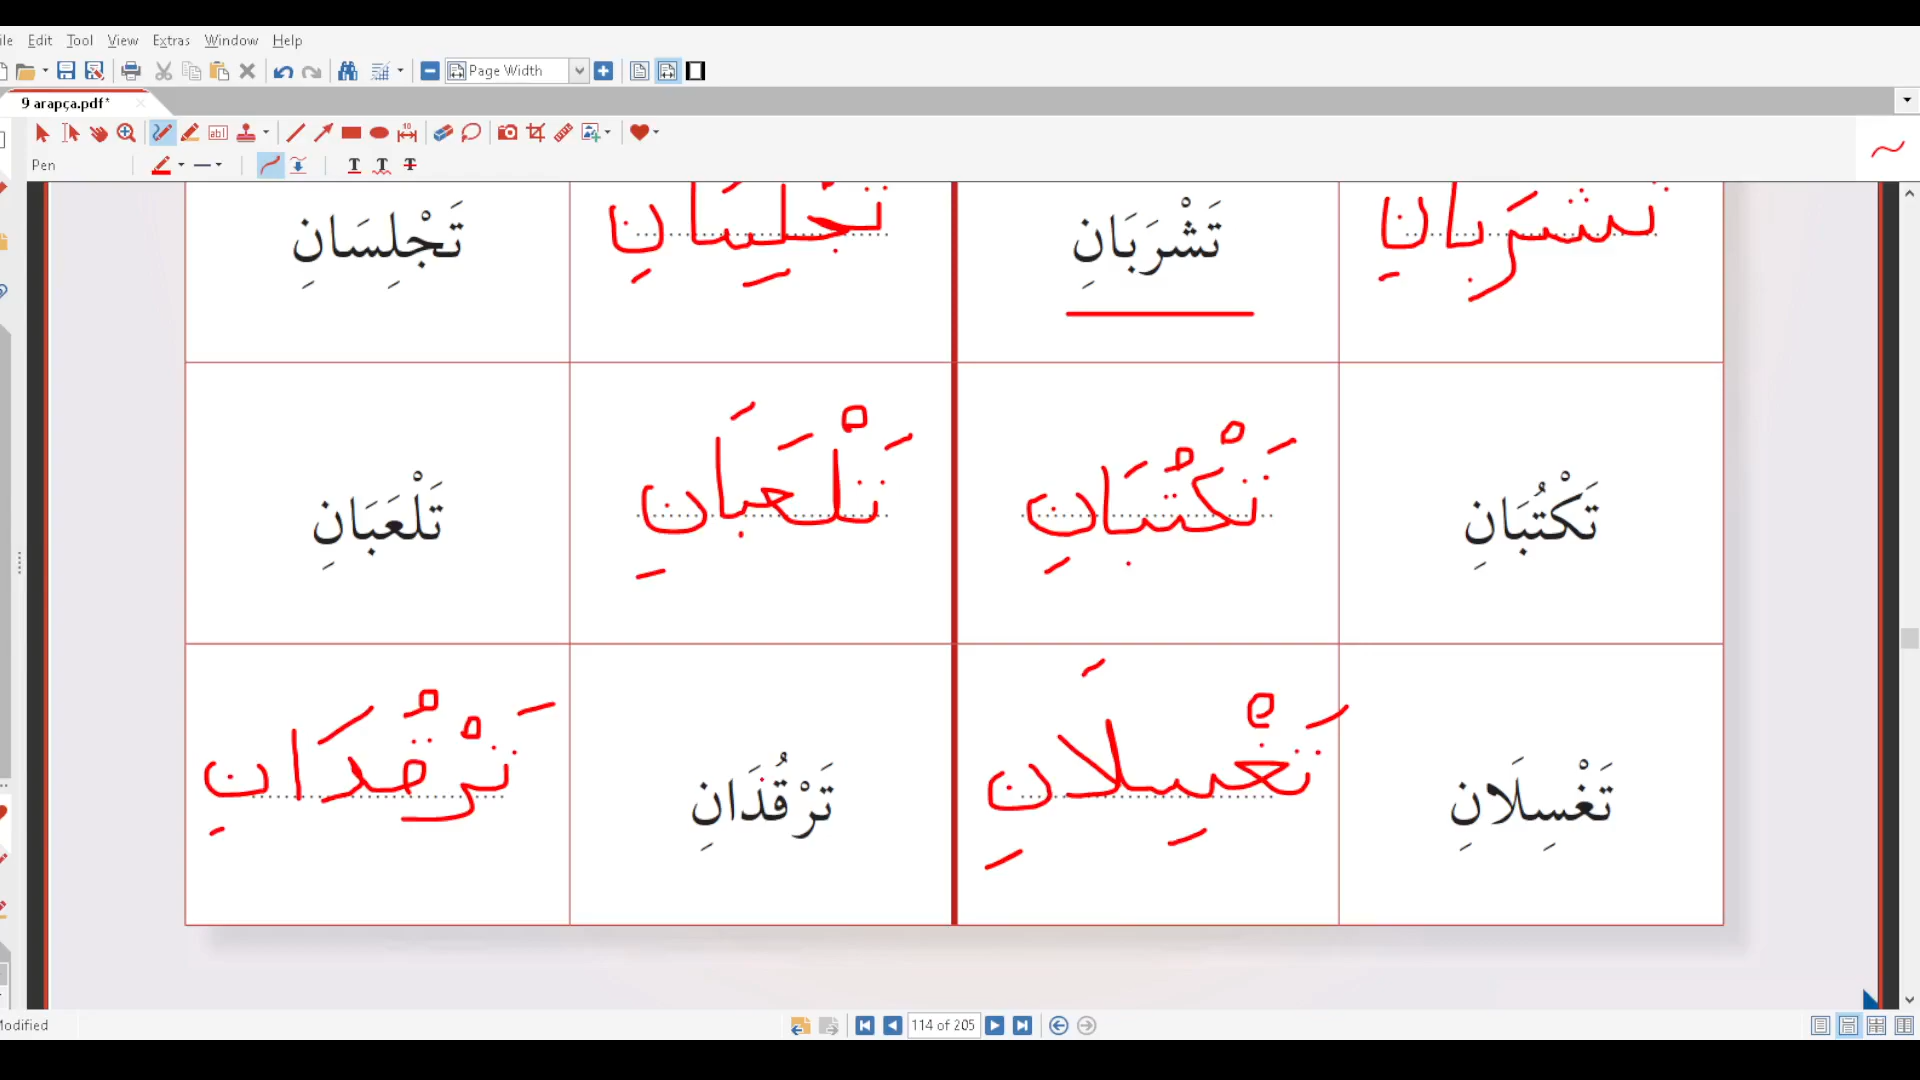 ile Edit Tool View Extras Window Help
Page Width
9 arapça.pdf*
Pen
تَشْرَبَانِ تَشْرَبَانِ تَجْلِسَانِ تَجْلِسَانِ
تَكْتُبَانِ تَكْتُبَانِ تَلْعَبَانِ تَلْعَبَانِ
تَغْسِلَانِ تَغْسِلَانِ تَرْقُدَانِ تَرْقُدَانِ
Modified
114 of 205